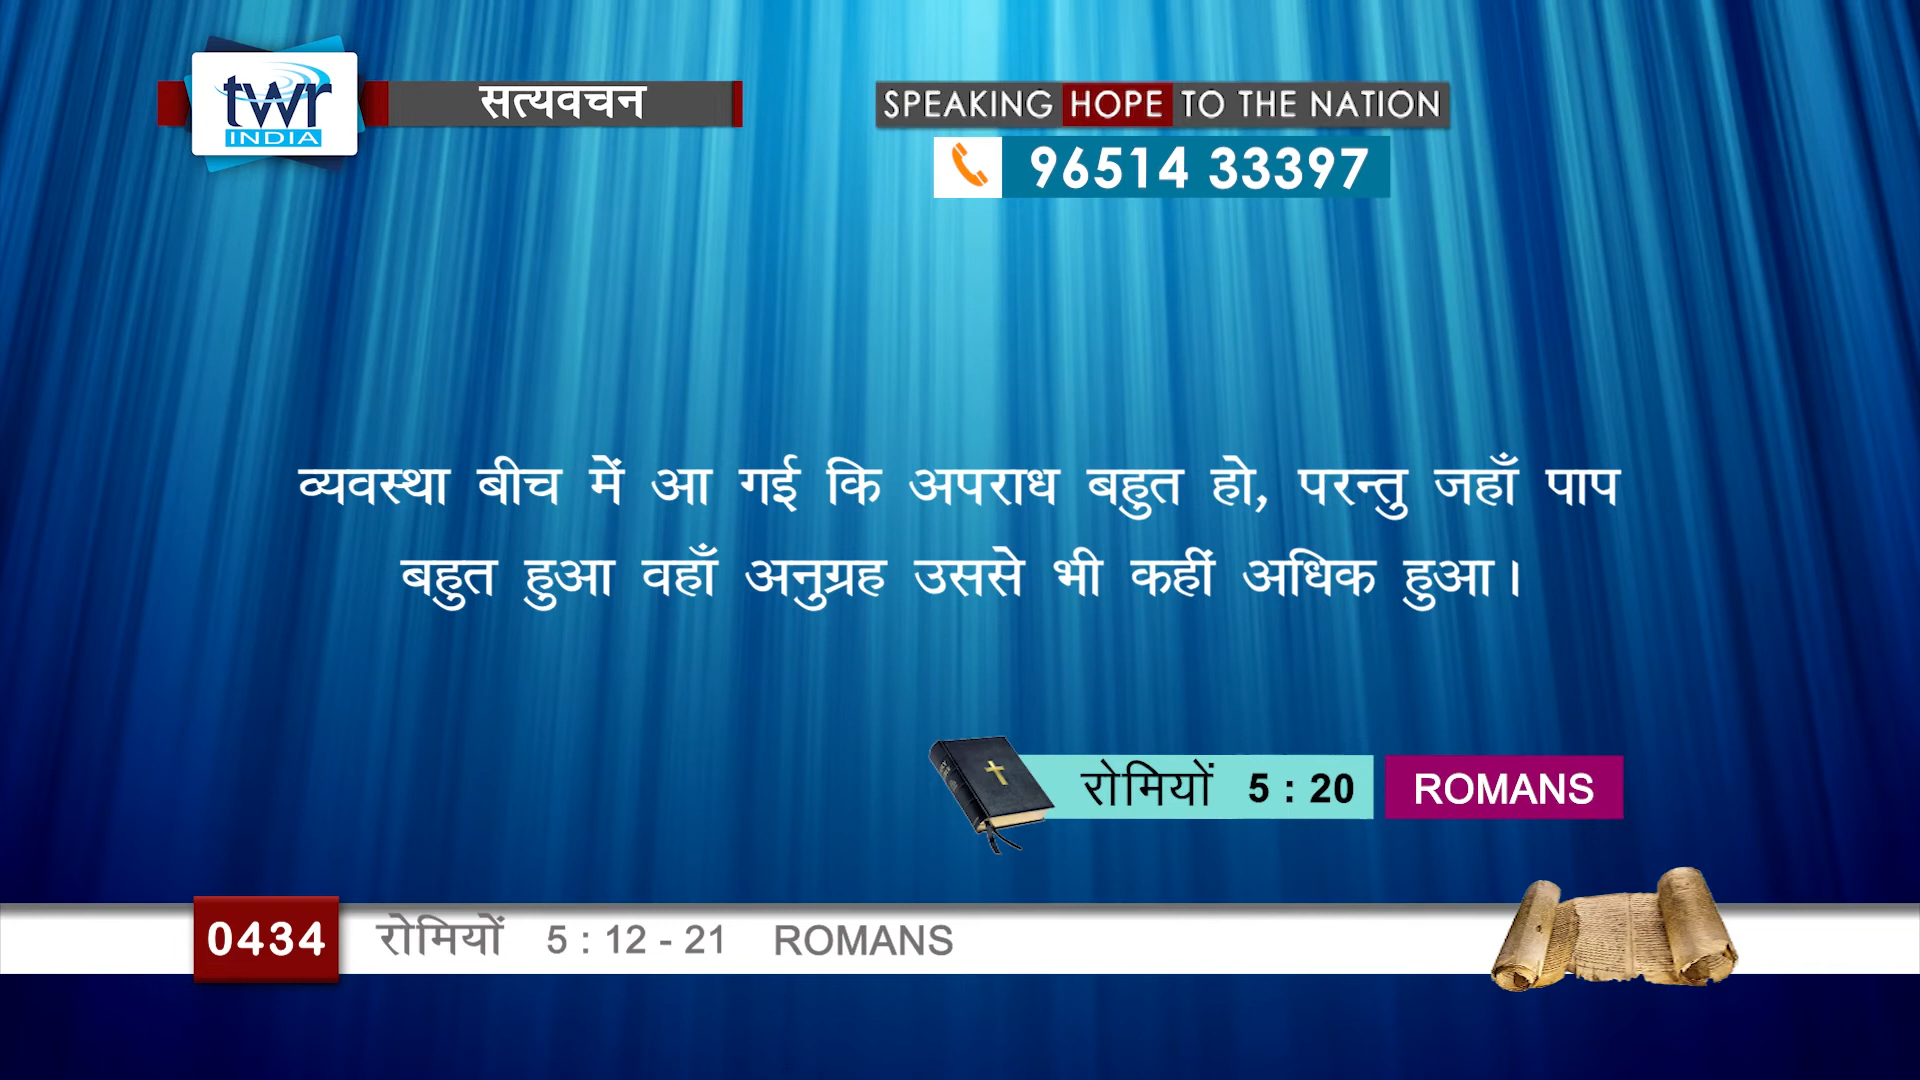 twr
INDIA
सत्यवचन
SPEAKING HOPE TO THE NATION
96514 33397
व्यवस्था बीच में आ गई कि अपराध बहुत हो, परन्तु जहाँ पाप
बहुत हुआ वहाँ अनुग्रह उससे भी कहीं अधिक हुआ।
रोमियों 5 : 20 ROMANS
0434 रोमियों 5 : 12 - 21 ROMANS